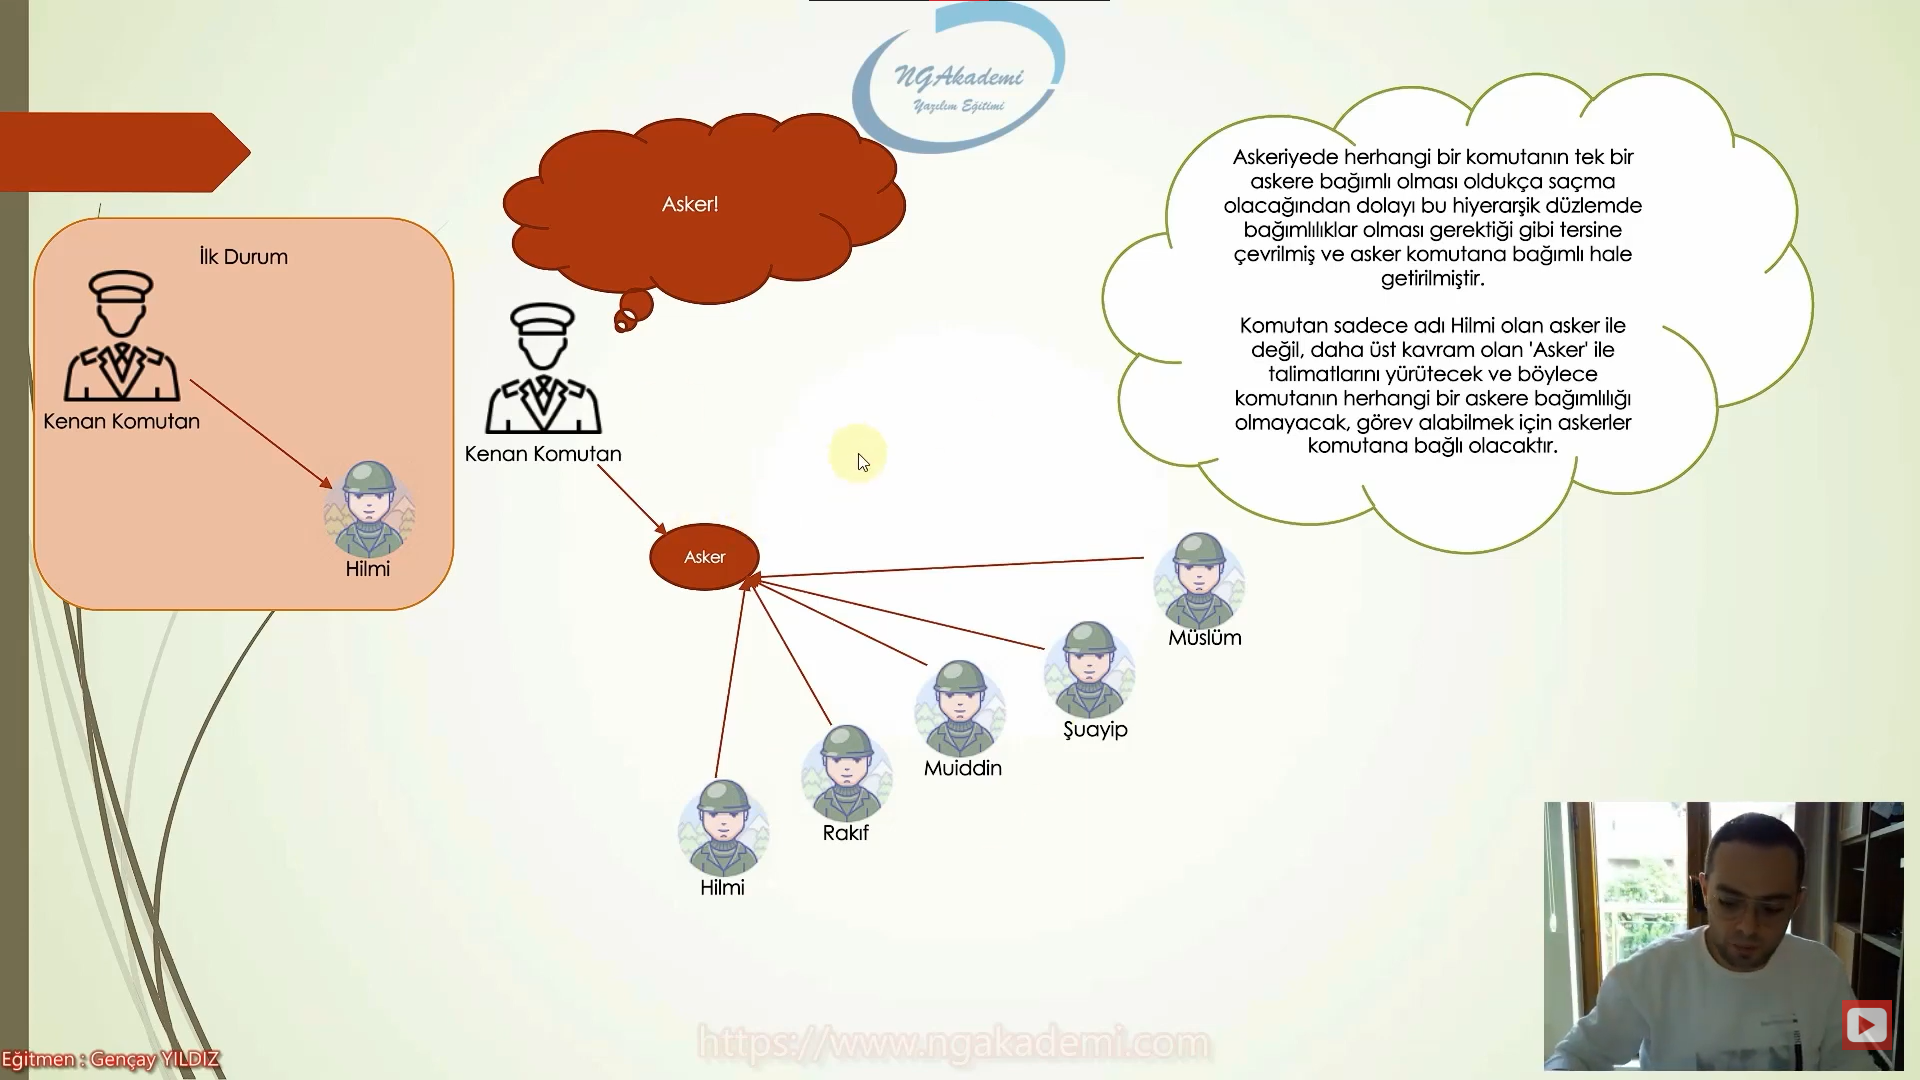 NGAkademi
Yazılım Eğitimi
İlk Durum
Kenan Komutan
Hilmi
Asker!
Kenan Komutan
Asker
Hilmi
Rakıf
Muiddin
Şuayip
Müslüm
Askeriyede herhangi bir komutanın tek bir
askere bağımlı olması oldukça saçma
olacağından dolayı bu hiyerarşik düzlemde
bağımlılıklar olması gerektiği gibi tersine
çevrilmiş ve asker komutana bağımlı hale
getirilmiştir.
Komutan sadece adı Hilmi olan asker ile
değil, daha üst kavram olan 'Asker' ile
talimatlarını yürütecek ve böylece
komutanın herhangi bir askere bağımlılığı
olmayacak, görev alabilmek için askerler
komutana bağlı olacaktır.
https://www.ngakademi.com
Eğitmen : Gençay YILDIZ